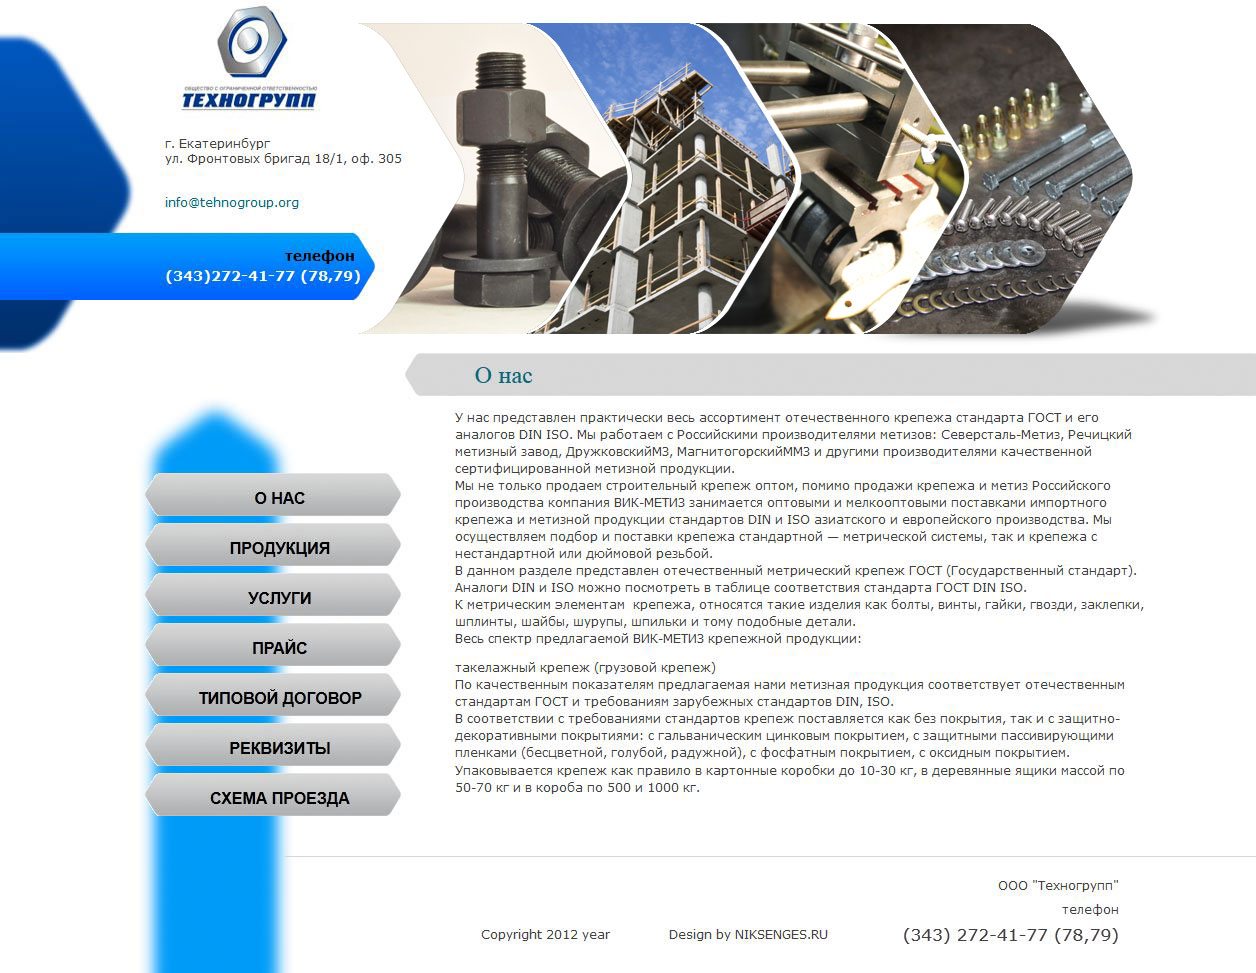 ОБЩЕСТВО С ОГРАНИЧЕННОЙ ОТВЕТСТВЕННОСТЬЮ
ТЕХНОГРУПП
г. Екатеринбург
ул. Фронтовых бригад 18/1, оф. 305
info@tehnogroup.org
телефон
(343)272-41-77 (78,79)
О нас
У нас представлен практически весь ассортимент отечественного крепежа стандарта ГОСТ и его
аналогов DIN ISO. Мы работаем с Российскими производителями метизов: Северсталь-Метиз, Речицкий
метизный завод, ДружковскийМЗ, МагнитогорскийММЗ и другими производителями качественной
сертифицированной метизной продукции.
Мы не только продаем строительный крепеж оптом, помимо продажи крепежа и метиз Российского
производства компания ВИК-МЕТИЗ занимается оптовыми и мелкооптовыми поставками импортного
крепежа и метизной продукции стандартов DIN и ISO азиатского и европейского производства. Мы
осуществляем подбор и поставки крепежа стандартной — метрической системы, так и крепежа с
нестандартной или дюймовой резьбой.
В данном разделе представлен отечественный метрический крепеж ГОСТ (Государственный стандарт).
Аналоги DIN и ISO можно посмотреть в таблице соответствия стандарта ГОСТ DIN ISO.
К метрическим элементам  крепежа, относятся такие изделия как болты, винты, гайки, гвозди, заклепки,
шплинты, шайбы, шурупы, шпильки и тому подобные детали.
Весь спектр предлагаемой ВИК-МЕТИЗ крепежной продукции:
такелажный крепеж (грузовой крепеж)
По качественным показателям предлагаемая нами метизная продукция соответствует отечественным
стандартам ГОСТ и требованиям зарубежных стандартов DIN, ISO.
В соответствии с требованиями стандартов крепеж поставляется как без покрытия, так и с защитно-
декоративными покрытиями: с гальваническим цинковым покрытием, с защитными пассивирующими
пленками (бесцветной, голубой, радужной), с фосфатным покрытием, с оксидным покрытием.
Упаковывается крепеж как правило в картонные коробки до 10-30 кг, в деревянные ящики массой по
50-70 кг и в короба по 500 и 1000 кг.
О НАС
ПРОДУКЦИЯ
УСЛУГИ
ПРАЙС
ТИПОВОЙ ДОГОВОР
РЕКВИЗИТЫ
СХЕМА ПРОЕЗДА
ООО "Техногрупп"
телефон
Copyright 2012 year
Design by NIKSENGES.RU
(343) 272-41-77 (78,79)